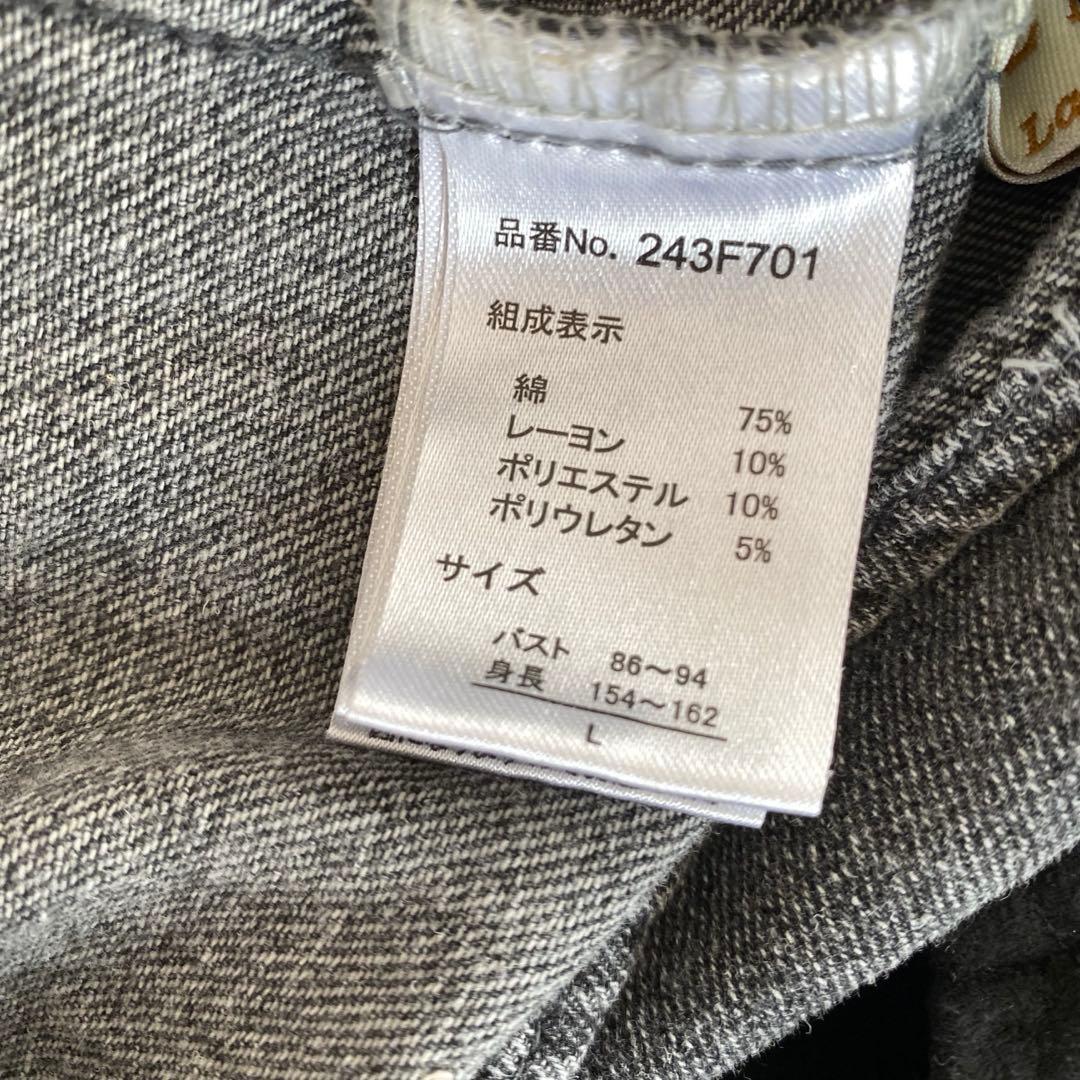 品番No. 243F701
組成表示
綿 75%
レーヨン 10%
ポリエステル 10%
ポリウレタン 5%
サイズ
バスト 86～94
身長 154～162
L
La